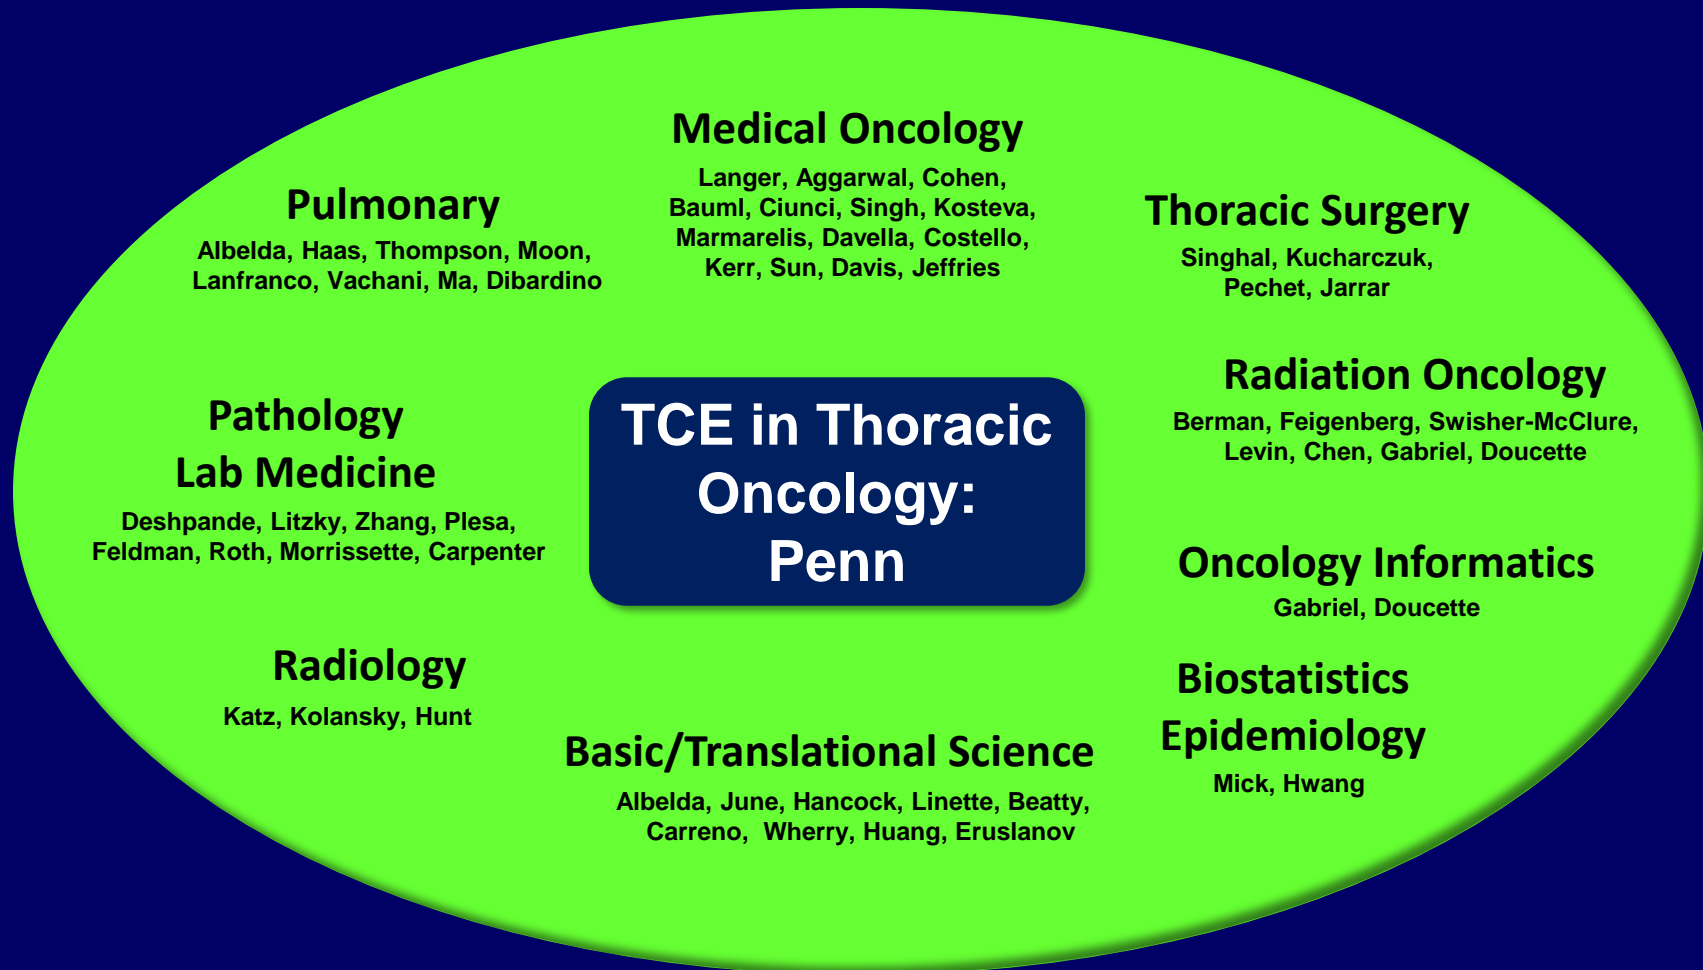 Medical Oncology
Langer, Aggarwal, Cohen,
Bauml, Ciunci, Singh, Kosteva,
Marmarelis, Davella, Costello,
Kerr, Sun, Davis, Jeffries
Pulmonary
Albelda, Haas, Thompson, Moon,
Lanfranco, Vachani, Ma, Dibardino
Thoracic Surgery
Singhal, Kucharczuk,
Pechet, Jarrar
Radiation Oncology
Berman, Feigenberg, Swisher-McClure,
Levin, Chen, Gabriel, Doucette
Pathology
Lab Medicine
Deshpande, Litzky, Zhang, Plesa,
Feldman, Roth, Morrissette, Carpenter
TCE in Thoracic
Oncology:
Penn
Oncology Informatics
Gabriel, Doucette
Radiology
Katz, Kolansky, Hunt
Biostatistics
Epidemiology
Mick, Hwang
Basic/Translational Science
Albelda, June, Hancock, Linette, Beatty,
Carreno,  Wherry, Huang, Eruslanov